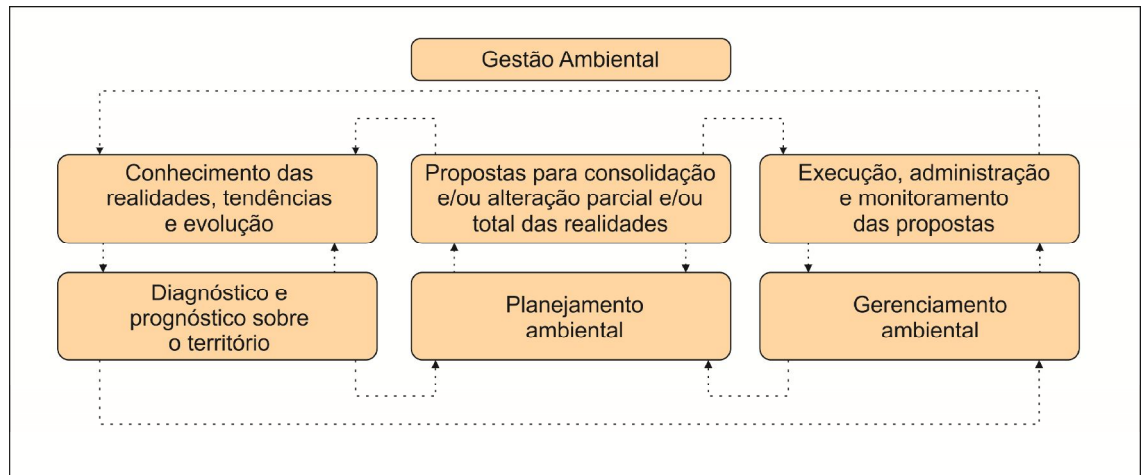 Gestão Ambiental
Conhecimento das
realidades, tendências
e evolução
Propostas para consolidação
e/ou alteração parcial e/ou
total das realidades
Execução, administração
e monitoramento
das propostas
Diagnóstico e
prognóstico sobre
o território
Planejamento
ambiental
Gerenciamento
ambiental